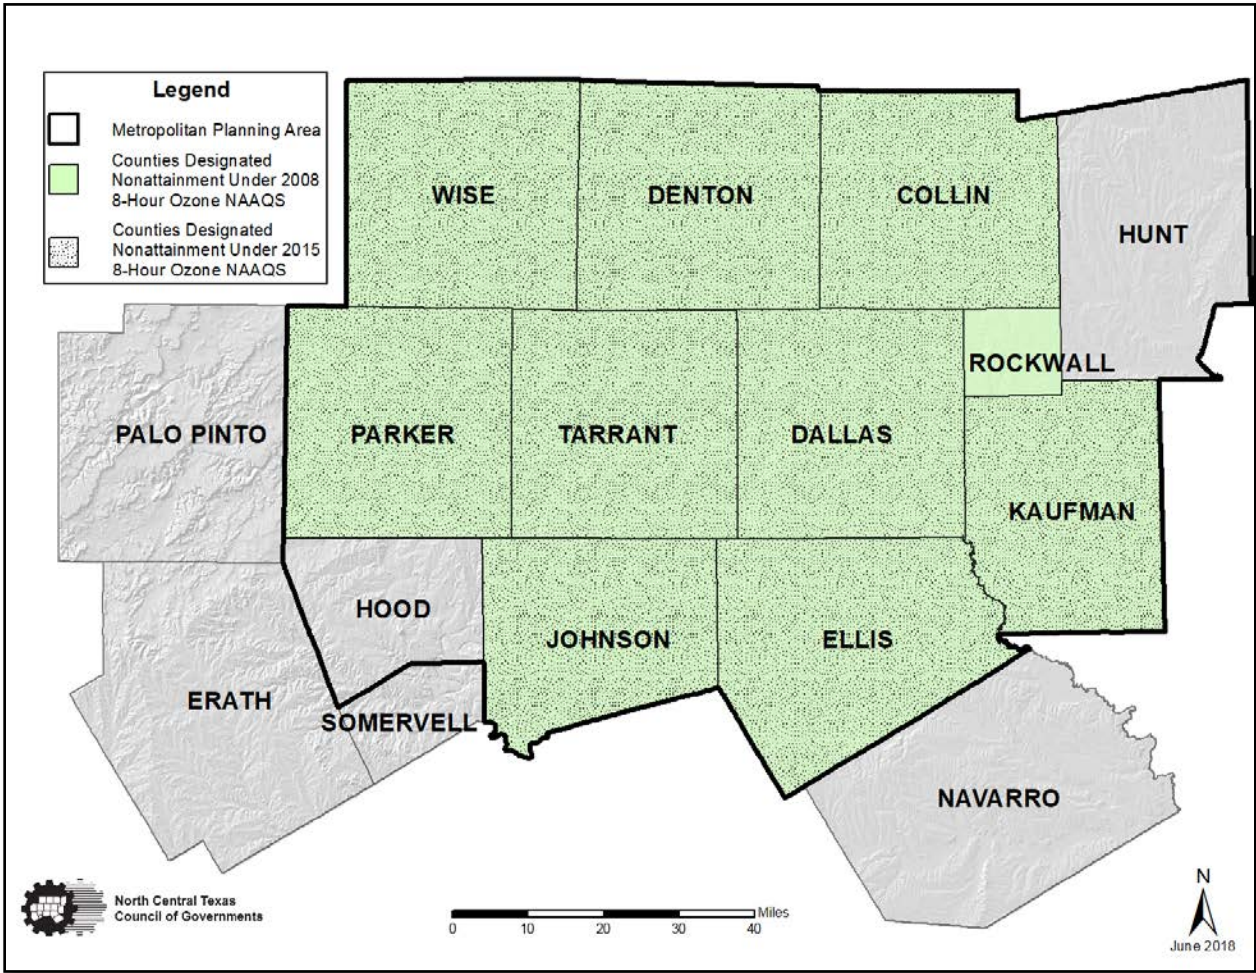 Legend
Metropolitan Planning Area
Counties Designated
Nonattainment Under 2008
8-Hour Ozone NAAQS
Counties Designated
Nonattainment Under 2015
8-Hour Ozone NAAQS
WISE
DENTON
COLLIN
HUNT
ROCKWALL
PALO PINTO
PARKER
TARRANT
DALLAS
KAUFMAN
HOOD
JOHNSON
ELLIS
ERATH
SOMERVELL
NAVARRO
North Central Texas
Council of Governments
Miles
0 10 20 30 40
N
June 2018